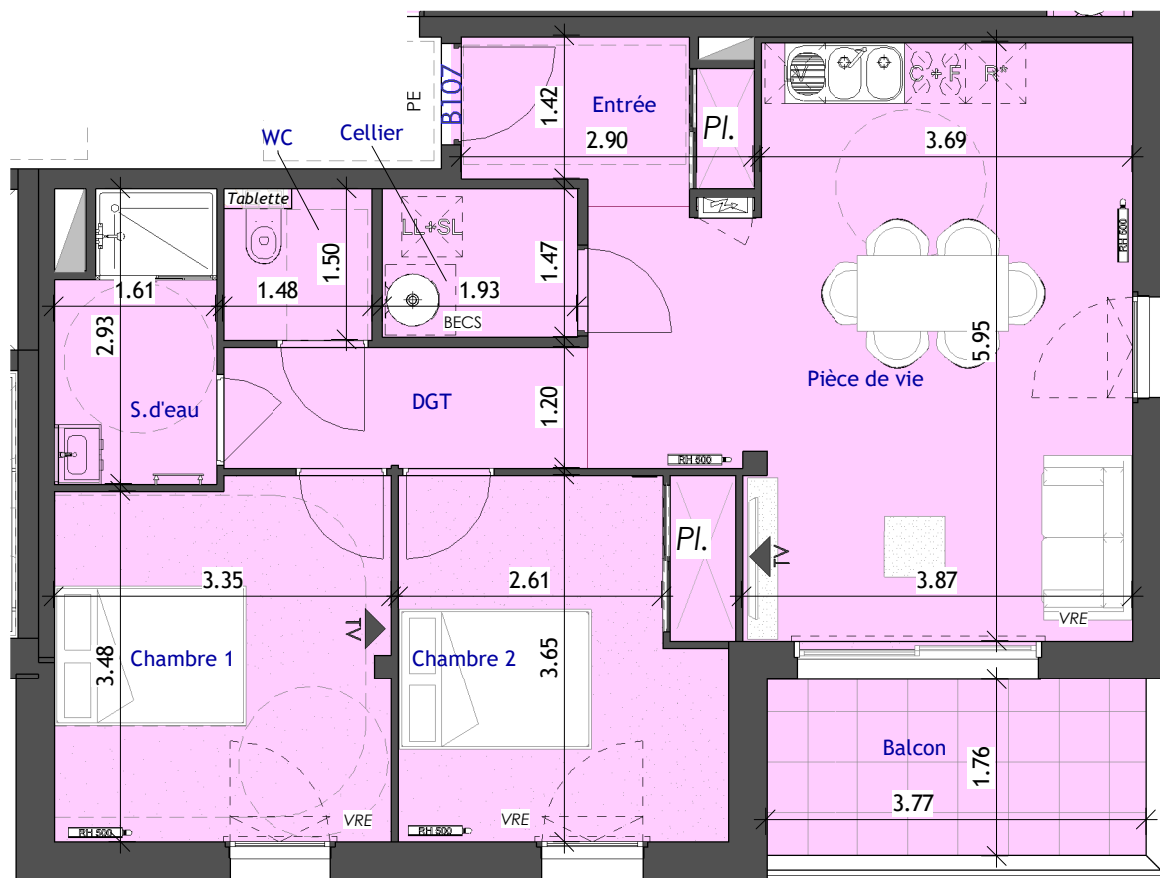 B107
PE
1.42
Entrée
2.90
Pl.
LV
C + F
R*
3.69
WC
Cellier
Tablette
LL+SL
1.50
1.47
RH 600
1.61
1.48
1.93
BECS
2.93
5.95
S.d'eau
DGT
1.20
Pièce de vie
RH 500
Pl.
TV
3.35
2.61
3.87
TV
VRE
Chambre 1
3.48
Chambre 2
3.65
Balcon
1.76
3.77
VRE
VRE
RH 500
RH 500